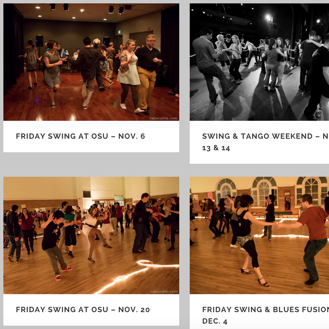 FRIDAY SWING AT OSU – NOV. 6
SWING & TANGO WEEKEND –
13 & 14
FRIDAY SWING AT OSU – NOV. 20
FRIDAY SWING & BLUES
DEC. 4